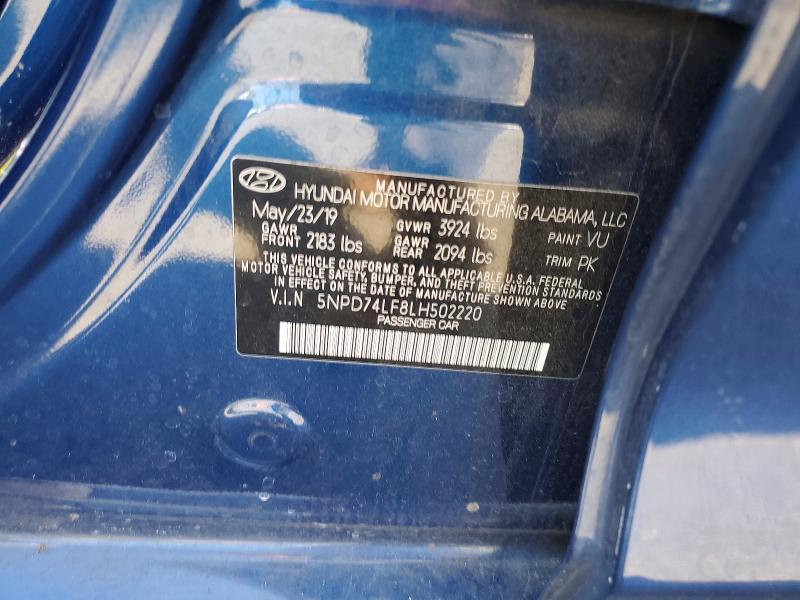 MANUFACTURED BY
HYUNDAI MOTOR MANUFACTURING ALABAMA, LLC
May/23/19 GVWR 3924 lbs PAINT VU
GAWR FRONT 2183 lbs GAWR REAR 2094 lbs TRIM PK
THIS VEHICLE CONFORMS TO ALL APPLICABLE U.S.A. FEDERAL
MOTOR VEHICLE SAFETY, BUMPER, AND THEFT PREVENTION STANDARDS
IN EFFECT ON THE DATE OF MANUFACTURE SHOWN ABOVE
V.I.N 5NPD74LF8LH502220
PASSENGER CAR